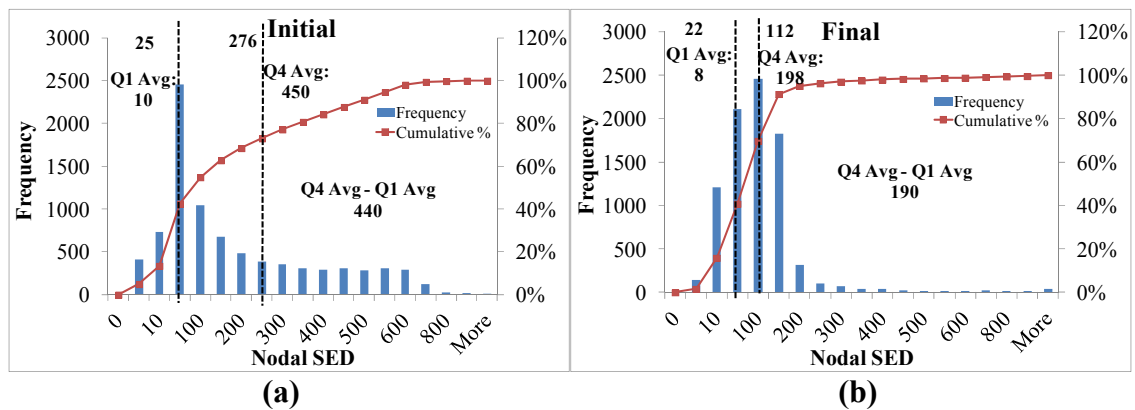 Initial
25
276
Q1 Avg:
10
Q4 Avg:
450
3000
2500
2000
1500
1000
500
0
Frequency
120%
100%
80%
60%
40%
20%
0%
Frequency
Cumulative %
Q4 Avg - Q1 Avg
440
0
10
100
200
300
400
500
600
800
More
Nodal SED
(a)
Final
22
112
Q1 Avg:
8
Q4 Avg:
198
3000
2500
2000
1500
1000
500
0
Frequency
120%
100%
80%
60%
40%
20%
0%
Frequency
Cumulative %
Q4 Avg - Q1 Avg
190
0
10
100
200
300
400
500
600
800
More
Nodal SED
(b)